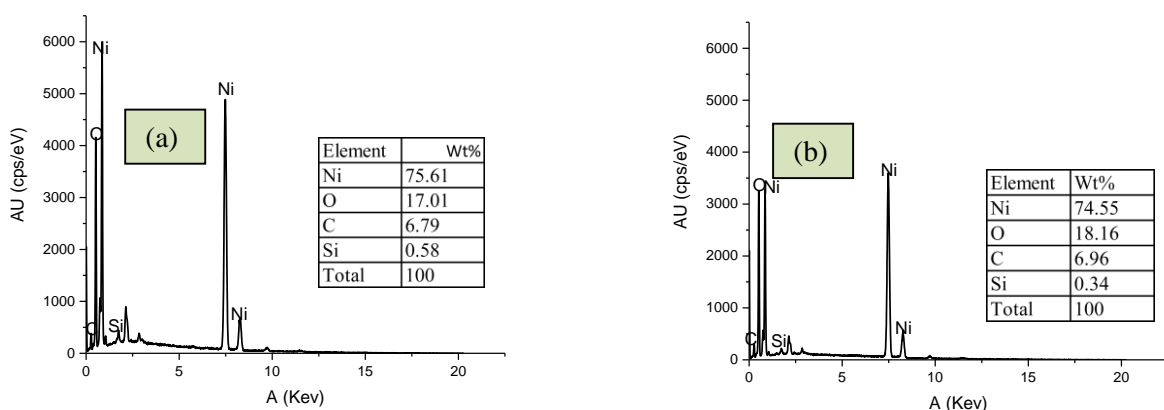 6000
5000
4000
3000
2000
1000
0
AU (cps/eV)
Ni
O
C
Si
Ni
Ni
(a)
Element Wt%
Ni 75.61
O 17.01
C 6.79
Si 0.58
Total 100
0 5 10 15 20
A (Kev)
6000
5000
4000
3000
2000
1000
0
AU (cps/eV)
O
Ni
C
Si
Ni
Ni
(b)
Element Wt%
Ni 74.55
O 18.16
C 6.96
Si 0.34
Total 100
0 5 10 15 20
A (Kev)